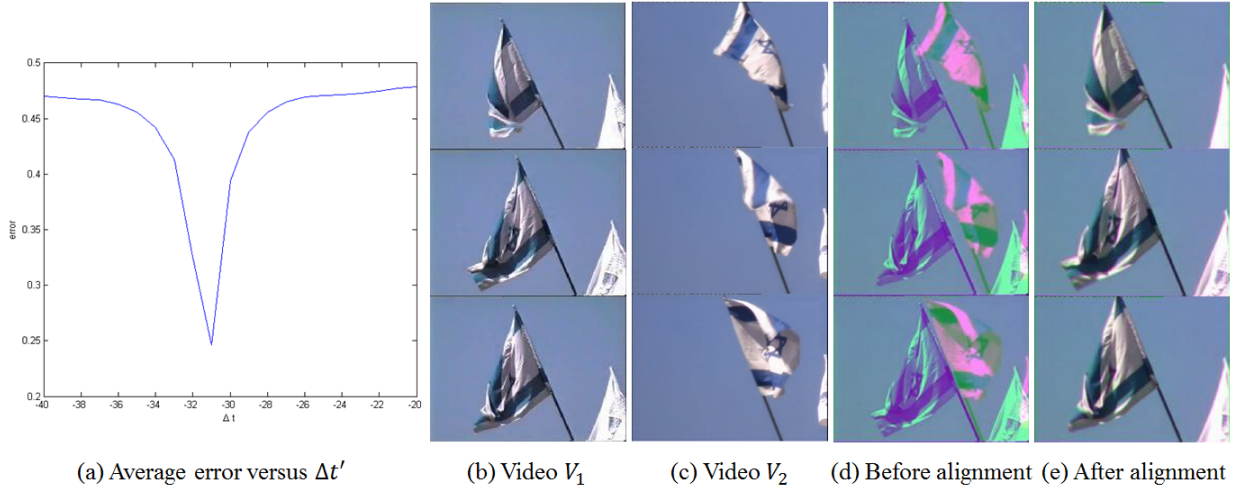 0.5
0.45
0.4
0.35
0.3
0.25
0.2
error
-40 -38 -36 -34 -32 -30 -28 -26 -24 -22 -20
Δ t
(a) Average error versus Δt′ (b) Video V₁ (c) Video V₂ (d) Before alignment (e) After alignment